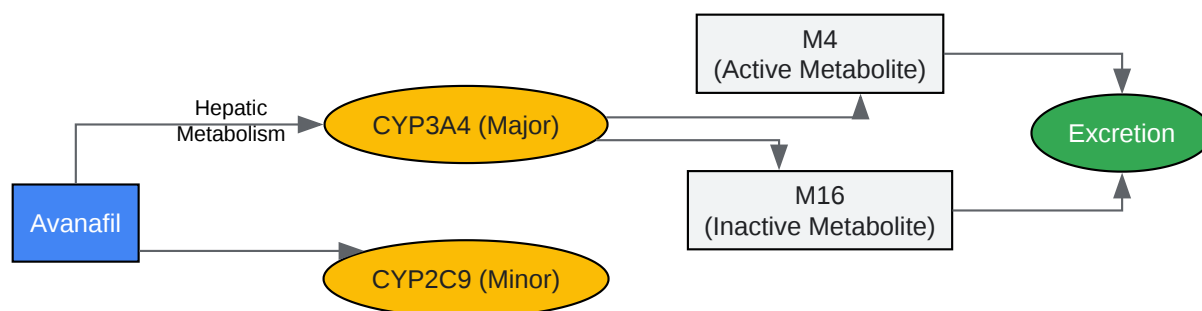 M4
(Active Metabolite)
Hepatic
Metabolism
CYP3A4 (Major)
Excretion
M16
(Inactive Metabolite)
Avanafil
CYP2C9 (Minor)